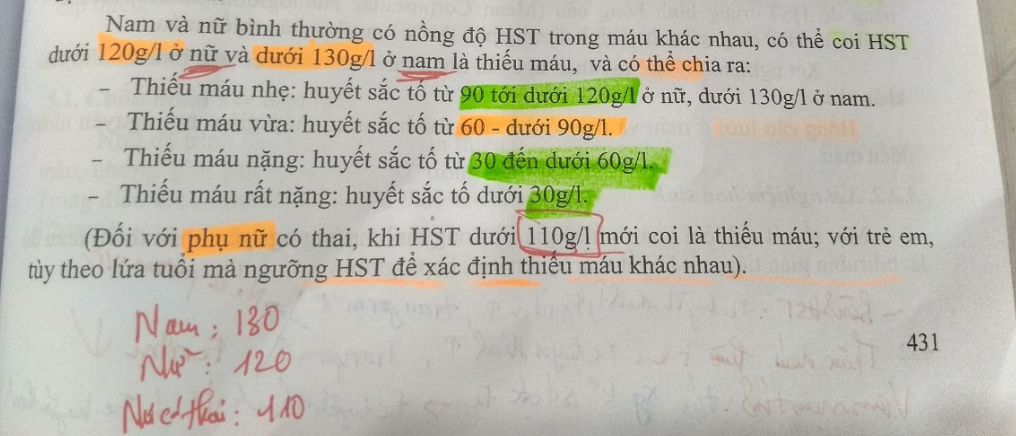 Nam và nữ bình thường có nồng độ HST trong máu khác nhau, có thể coi HST
dưới 120g/l ở nữ và dưới 130g/l ở nam là thiếu máu, và có thể chia ra:
- Thiếu máu nhẹ: huyết sắc tố từ 90 tới dưới 120g/l ở nữ, dưới 130g/l ở nam.
- Thiếu máu vừa: huyết sắc tố từ 60 - dưới 90g/l.
- Thiếu máu nặng: huyết sắc tố từ 30 đến dưới 60g/l.
- Thiếu máu rất nặng: huyết sắc tố dưới 30g/l.
(Đối với phụ nữ có thai, khi HST dưới 110g/l mới coi là thiếu máu; với trẻ em,
tùy theo lứa tuổi mà ngưỡng HST để xác định thiếu máu khác nhau).
Nam : 130
Nữ : 120
Nữ có thai : 110
431